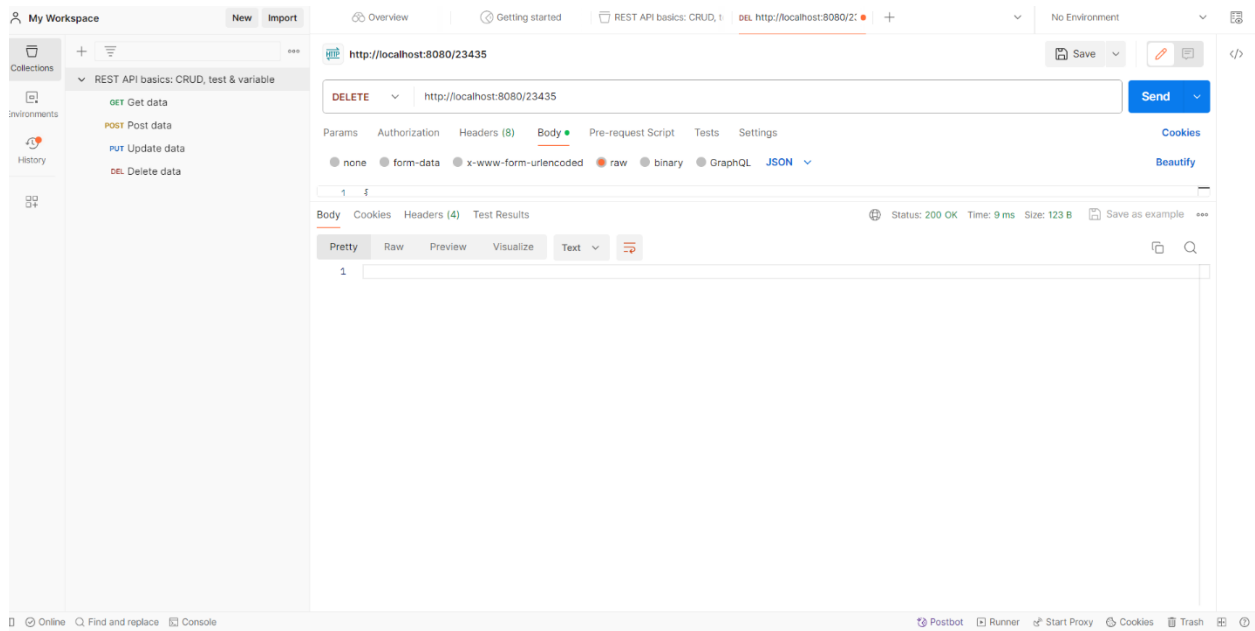 My Workspace New Import Overview Getting started REST API basics: CRUD, t DEL http://localhost:8080/2 No Environment
Collections
Environments
History
REST API basics: CRUD, test & variable
GET Get data
POST Post data
PUT Update data
DEL Delete data
HTTP http://localhost:8080/23435 Save </>
DELETE http://localhost:8080/23435 Send
Params Authorization Headers (8) Body Pre-request Script Tests Settings Cookies
none form-data x-www-form-urlencoded raw binary GraphQL JSON Beautify
1 {
Body Cookies Headers (4) Test Results Status: 200 OK Time: 9 ms Size: 123 B Save as example
Pretty Raw Preview Visualize Text
1
Online Find and replace Console Postbot Runner Start Proxy Cookies Trash